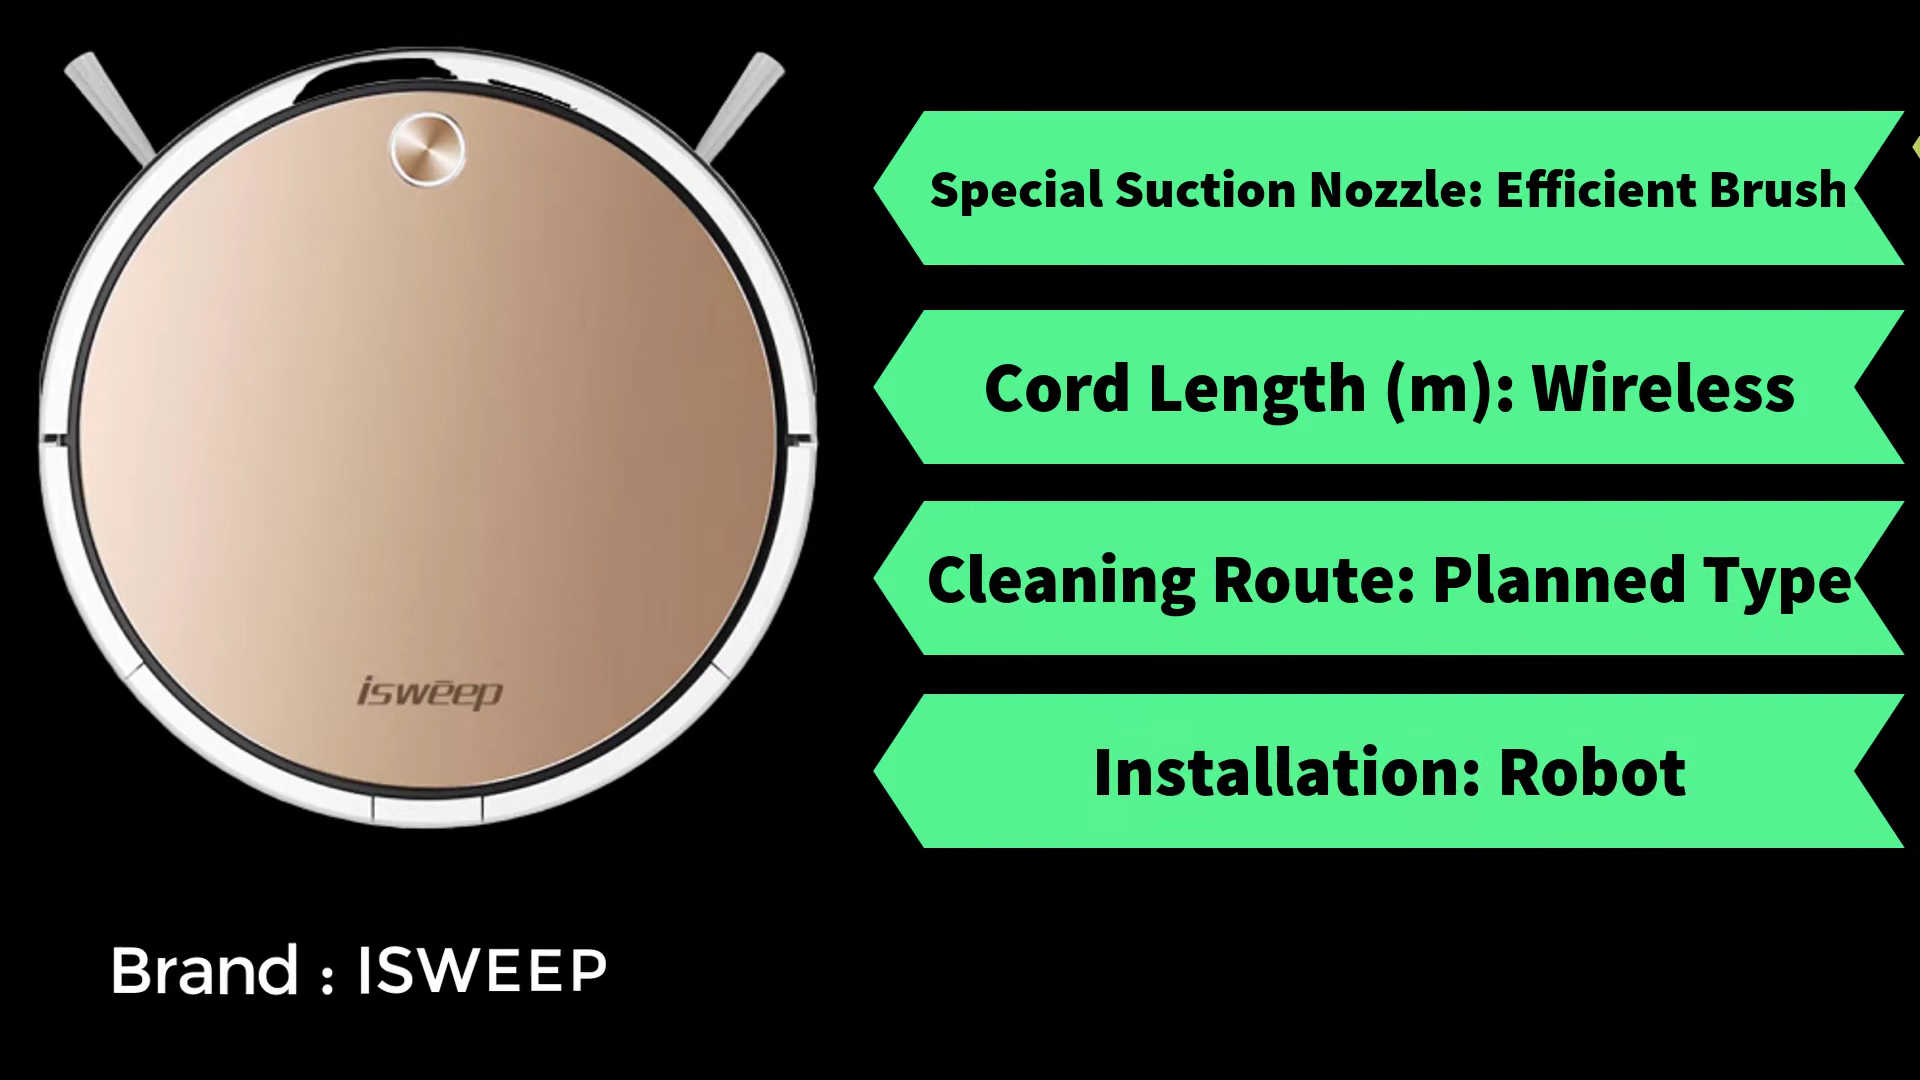 Special Suction Nozzle: Efficient Brush
Cord Length (m): Wireless
Cleaning Route: Planned Type
Installation: Robot
isweep
Brand : ISWEEP